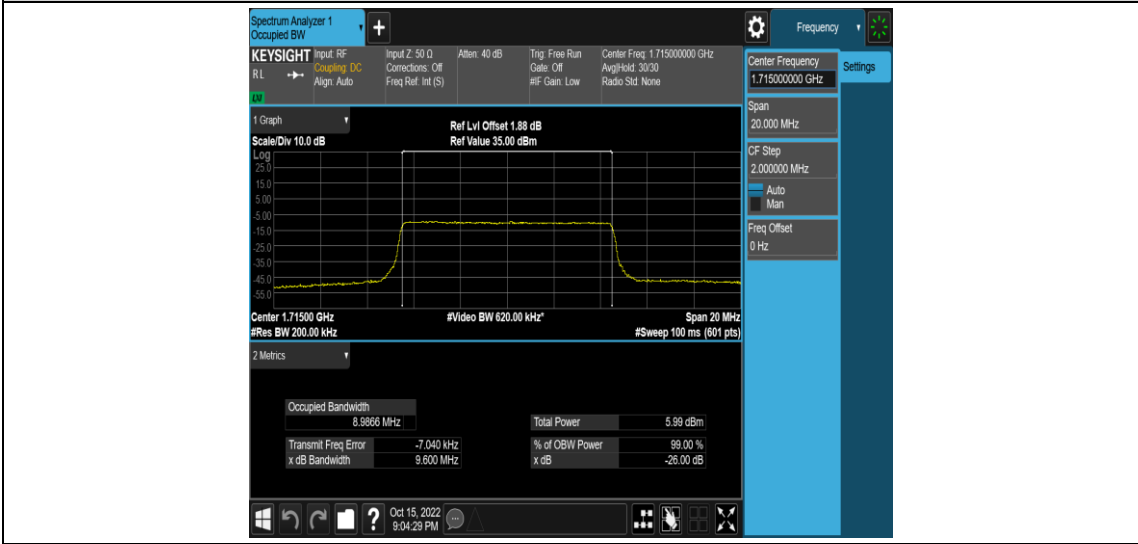 Spectrum Analyzer 1
Occupied BW
+
Frequency
KEYSIGHT Input: RF Input Z: 50 Ω Atten: 40 dB Trig: Free Run Center Freq: 1.715000000 GHz
RL Coupling: DC Corrections: Off Gate: Off Avg|Hold: 30/30
Align: Auto Freq Ref: Int (S) #IF Gain: Low Radio Std: None
LM
Center Frequency
1.715000000 GHz
Settings
Span
20.000 MHz
CF Step
2.000000 MHz
Auto
Man
Freq Offset
0 Hz
1 Graph
Ref Lvl Offset 1.88 dB
Scale/Div 10.0 dB Ref Value 35.00 dBm
Log
25.0
15.0
5.00
-5.00
-15.0
-25.0
-35.0
-45.0
-55.0
Center 1.71500 GHz #Video BW 620.00 kHz* Span 20 MHz
#Res BW 200.00 kHz #Sweep 100 ms (601 pts)
2 Metrics
Occupied Bandwidth
8.9866 MHz Total Power 5.99 dBm
Transmit Freq Error -7.040 kHz % of OBW Power 99.00 %
x dB Bandwidth 9.600 MHz x dB -26.00 dB
? Oct 15, 2022
9:04:29 PM